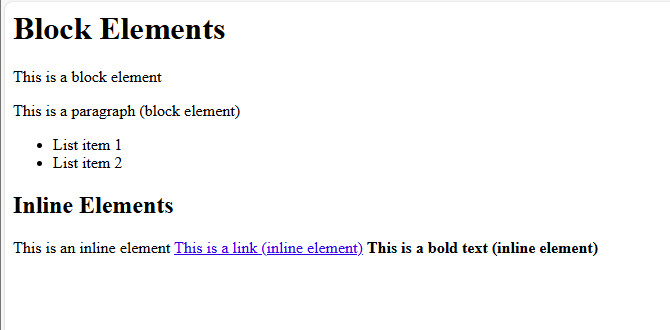 Block Elements
This is a block element
This is a paragraph (block element)
• List item 1
• List item 2
Inline Elements
This is an inline element This is a link (inline element) This is a bold text (inline element)